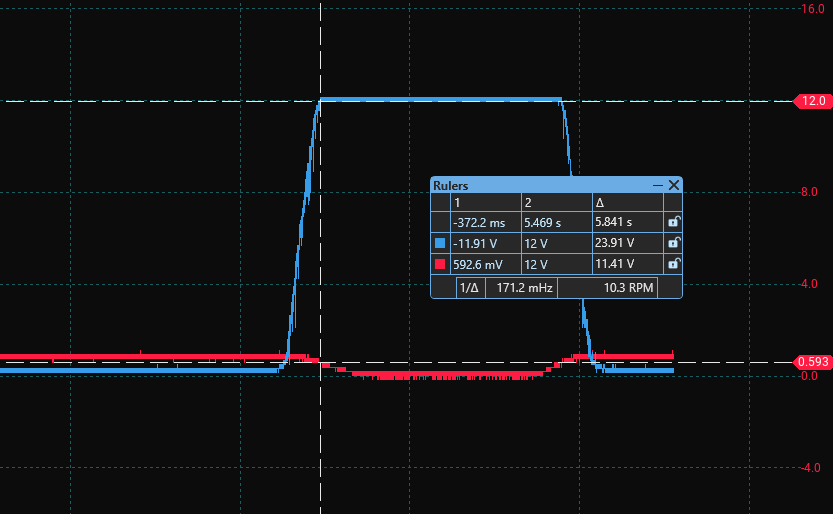 16.0
12.0
Rulers
1 2 Δ
-372.2 ms 5.469 s 5.841 s
-11.91 V 12 V 23.91 V
592.6 mV 12 V 11.41 V
1/Δ 171.2 mHz 10.3 RPM
8.0
4.0
0.593
0.0
-4.0